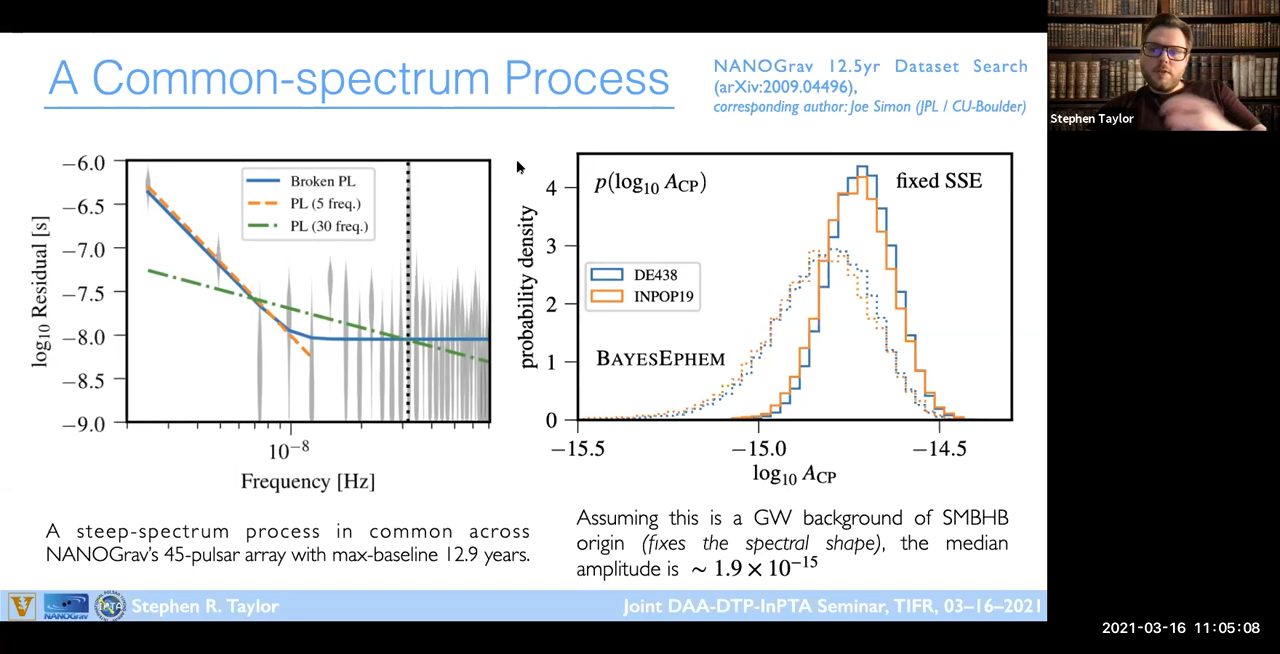 A Common-spectrum Process
NANOGrav 12.5yr Dataset Search
(arXiv:2009.04496),
corresponding author: Joe Simon (JPL / CU-Boulder)
Stephen Taylor
−6.0
−6.5
−7.0
−7.5
−8.0
−8.5
−9.0
log10 Residual [s]
Broken PL
PL (5 freq.)
PL (30 freq.)
10−8
Frequency [Hz]
4
3
2
1
0
probability density
p(log10 ACP)
fixed SSE
DE438
INPOP19
BAYESEPHEM
−15.5
−15.0
−14.5
log10 ACP
A steep-spectrum process in common across
NANOGrav's 45-pulsar array with max-baseline 12.9 years.
Assuming this is a GW background of SMBHB
origin (fixes the spectral shape), the median
amplitude is ~ 1.9 × 10−15
V
NANOGrav
IPTA
Stephen R. Taylor
Joint DAA-DTP-InPTA Seminar, TIFR, 03–16–2021
2021-03-16 11:05:08